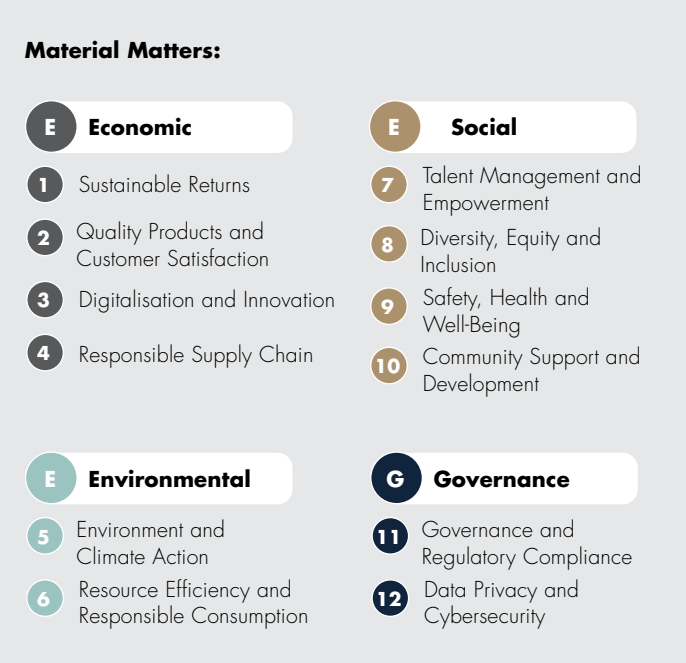 Material Matters:
E Economic
1 Sustainable Returns
2 Quality Products and
Customer Satisfaction
3 Digitalisation and Innovation
4 Responsible Supply Chain
E Social
7 Talent Management and
Empowerment
8 Diversity, Equity and
Inclusion
9 Safety, Health and
Well-Being
10 Community Support and
Development
E Environmental
5 Environment and
Climate Action
6 Resource Efficiency and
Responsible Consumption
G Governance
11 Governance and
Regulatory Compliance
12 Data Privacy and
Cybersecurity